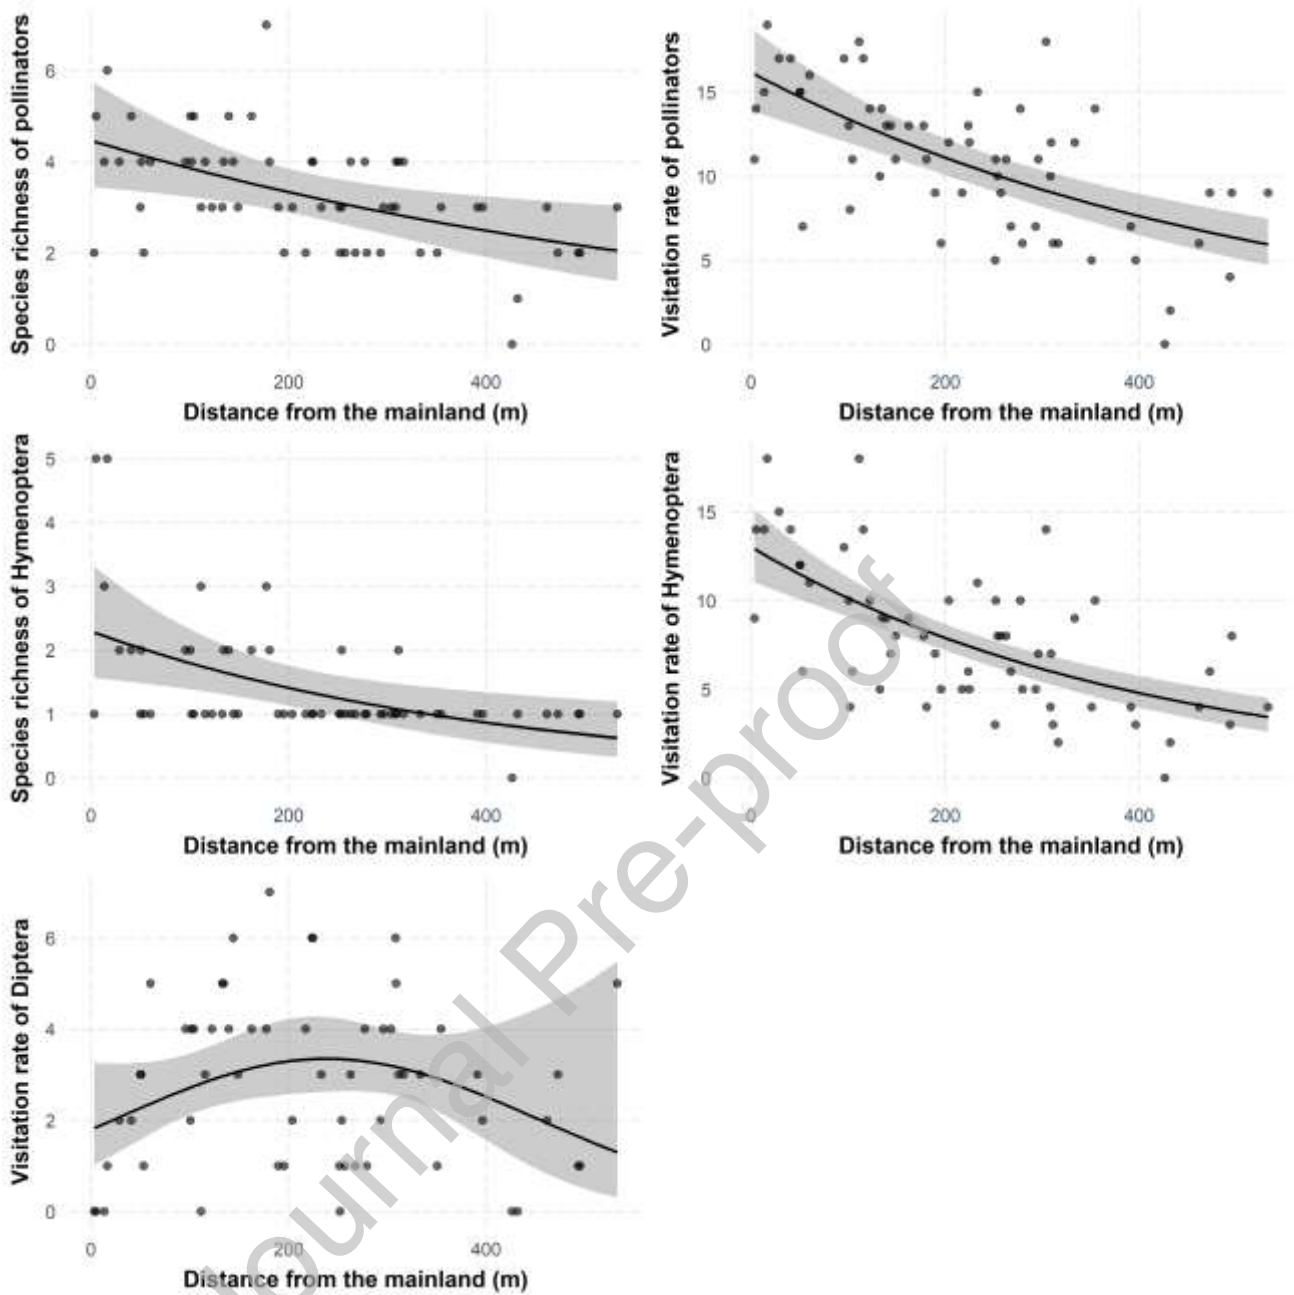 Species richness of pollinators
6
4
2
0
0 200 400
Distance from the mainland (m)
Visitation rate of pollinators
15
10
5
0
0 200 400
Distance from the mainland (m)
Species richness of Hymenoptera
5
4
3
2
1
0
0 200 400
Distance from the mainland (m)
Visitation rate of Hymenoptera
15
10
5
0
0 200 400
Distance from the mainland (m)
Visitation rate of Diptera
6
4
2
0
0 200 400
Distance from the mainland (m)
Journal Pre-proof